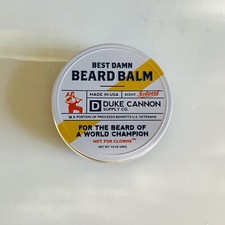 BEST DAMN
BEARD BALM
MADE IN USA
SCENT: Redwood
D DUKE CANNON
SUPPLY CO.
A PORTION OF PROCEEDS BENEFITS U.S. VETERANS
FOR THE BEARD OF
A WORLD CHAMPION
NOT FOR CLOWNS™